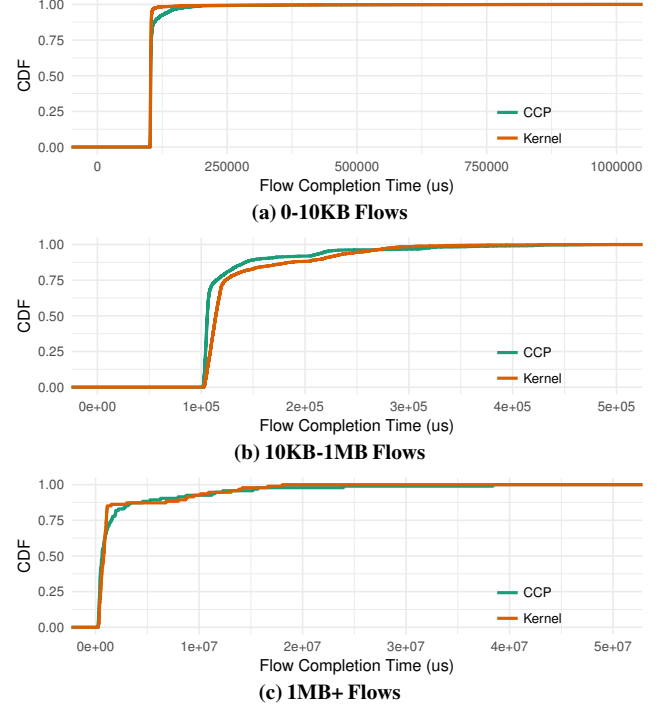 1.00
0.75
0.50
0.25
0.00
CDF
CCP
Kernel
0 250000 500000 750000 1000000
Flow Completion Time (us)
(a) 0-10KB Flows
1.00
0.75
0.50
0.25
0.00
CDF
CCP
Kernel
0e+00 1e+05 2e+05 3e+05 4e+05 5e+05
Flow Completion Time (us)
(b) 10KB-1MB Flows
1.00
0.75
0.50
0.25
0.00
CDF
CCP
Kernel
0e+00 1e+07 2e+07 3e+07 4e+07 5e+07
Flow Completion Time (us)
(c) 1MB+ Flows